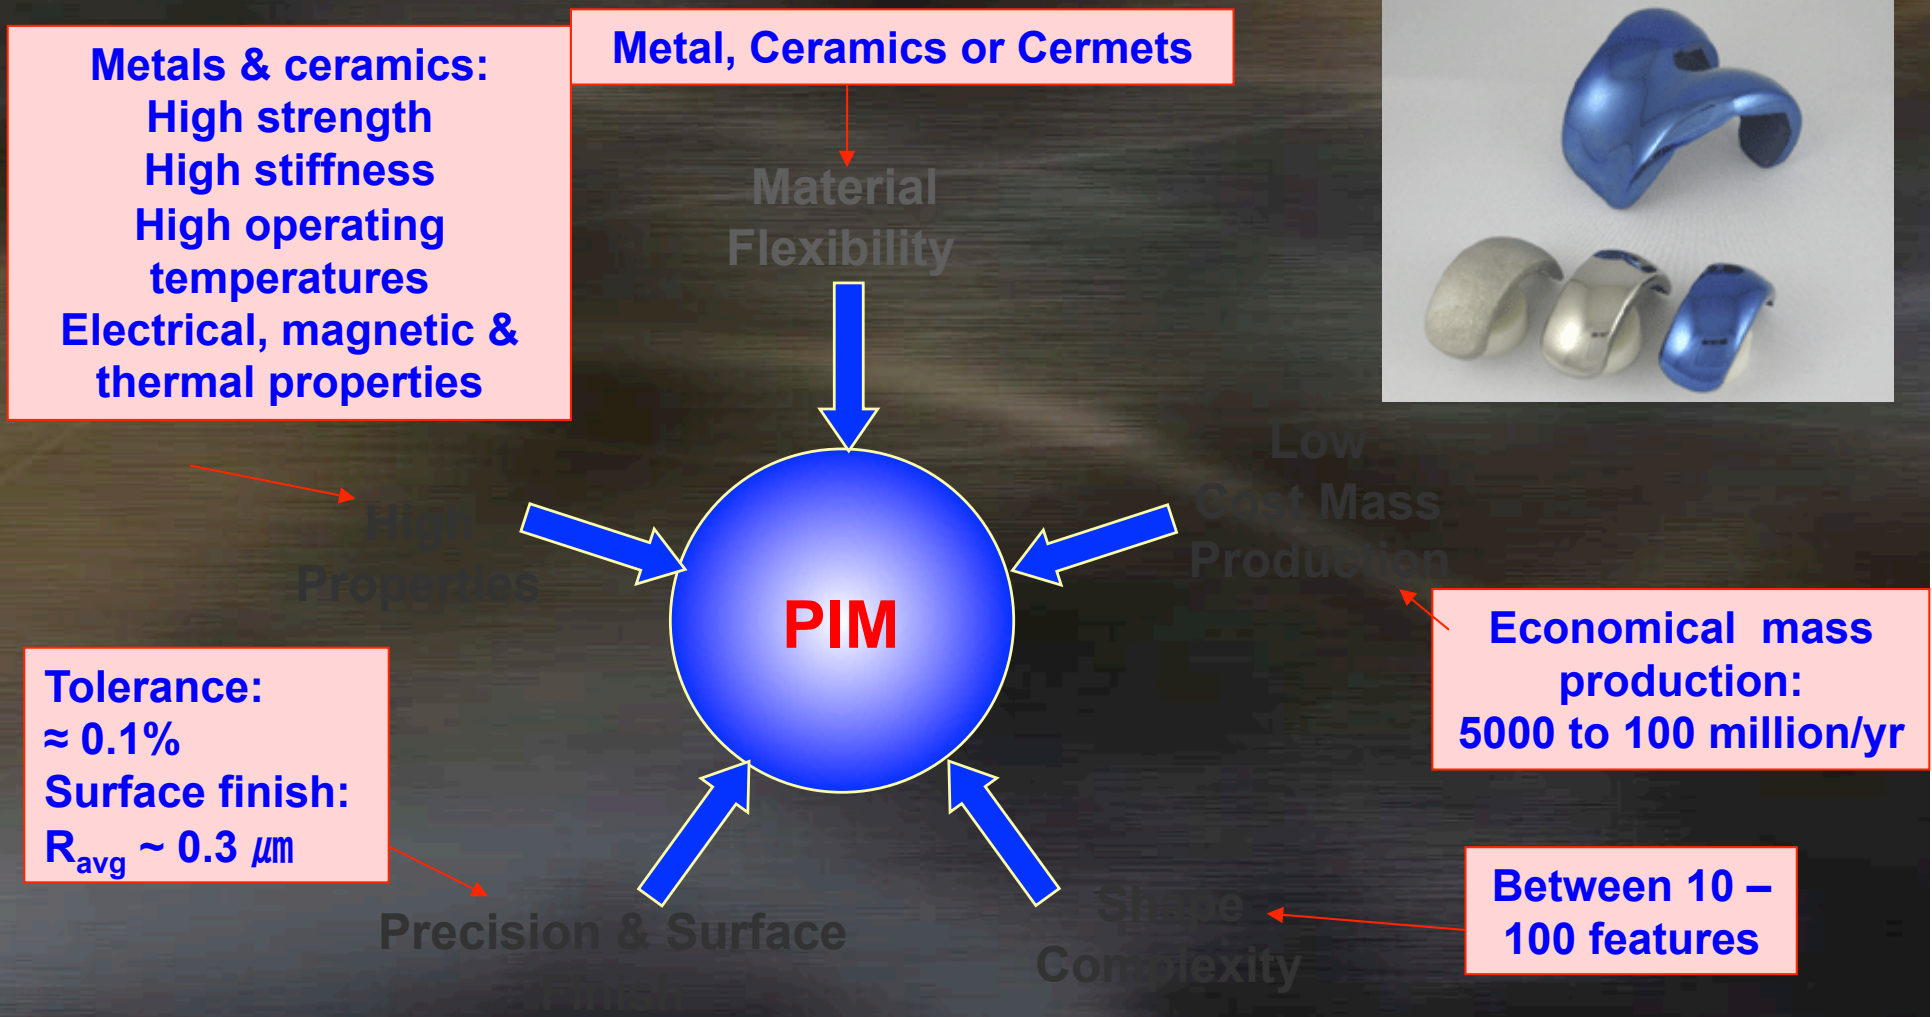 Metals & ceramics:
High strength
High stiffness
High operating
temperatures
Electrical, magnetic &
thermal properties
Metal, Ceramics or Cermets
Material
Flexibility
Low
Cost Mass
Production
High
Properties
PIM
Economical mass
production:
5000 to 100 million/yr
Tolerance:
≈ 0.1%
Surface finish:
Ravg ~ 0.3 μm
Precision & Surface
Finish
Shape
Complexity
Between 10 –
100 features